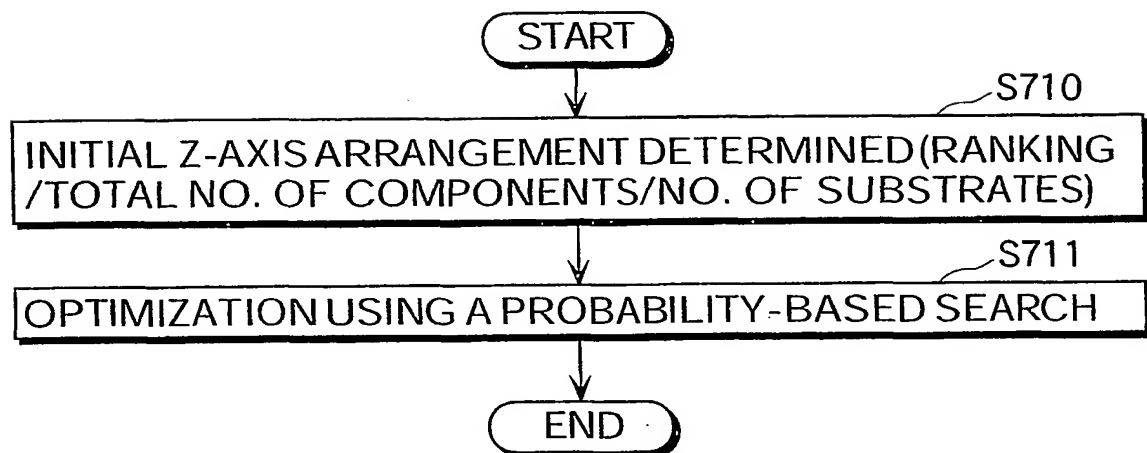 START
S710
INITIAL Z-AXIS ARRANGEMENT DETERMINED(RANKING
/TOTAL NO. OF COMPONENTS/NO. OF SUBSTRATES)
S711
OPTIMIZATION USING A PROBABILITY-BASED SEARCH
END